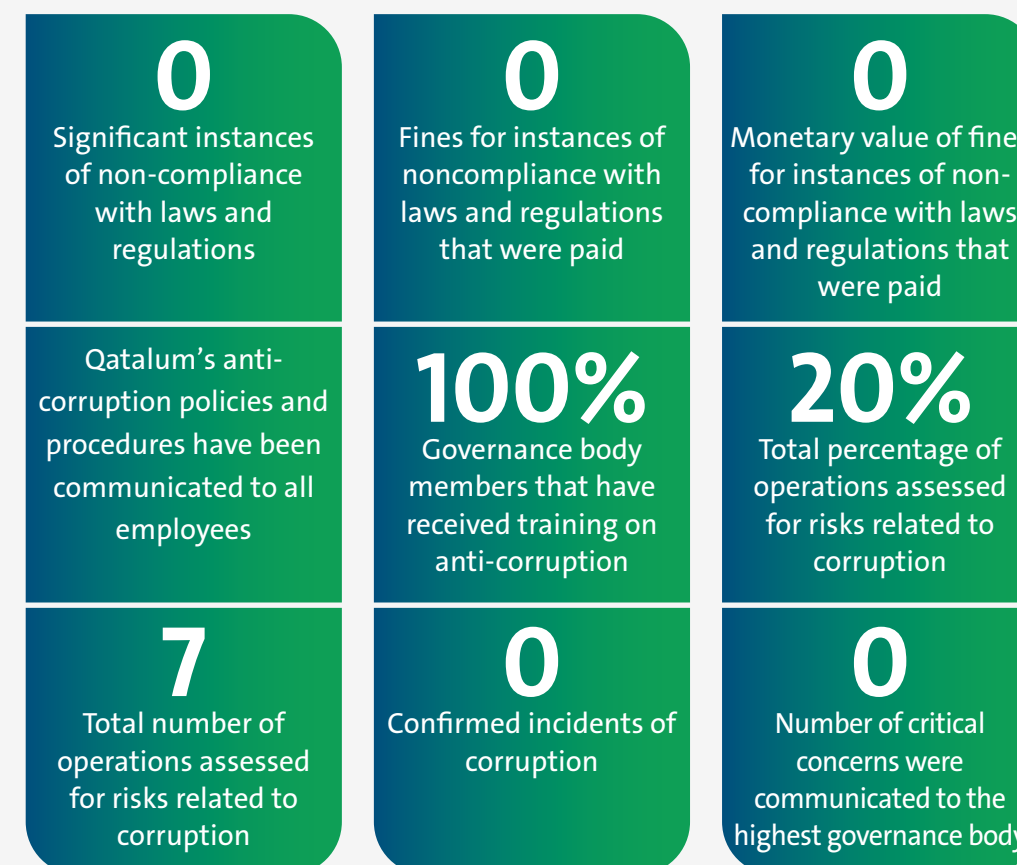 0
Significant instances
of non-compliance
with laws and
regulations
0
Fines for instances of
noncompliance with
laws and regulations
that were paid
0
Monetary value of fine
for instances of non-
compliance with laws
and regulations that
were paid
Qatalum’s anti-
corruption policies and
procedures have been
communicated to all
employees
100%
Governance body
members that have
received training on
anti-corruption
20%
Total percentage of
operations assessed
for risks related to
corruption
7
Total number of
operations assessed
for risks related to
corruption
0
Confirmed incidents of
corruption
0
Number of critical
concerns were
communicated to the
highest governance body